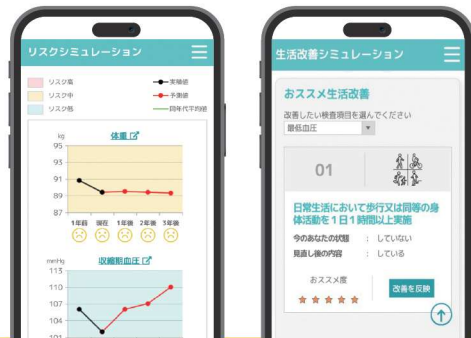 リスクシミュレーション
リスク高
リスク中
リスク低
実績値
予測値
同年代平均値
kg
体重
95
93
91
89
87
1年前 現在 1年後 2年後 3年後
mmHg
収縮期血圧
113
110
107
104
101
生活改善シミュレーション
おススメ生活改善
改善したい検査項目を選んでください
最低血圧
01
日常生活において歩行又は同等の身
体活動を1日1時間以上実施
今のあなたの状態 : していない
見直し後の内容 : している
おススメ度
改善を反映